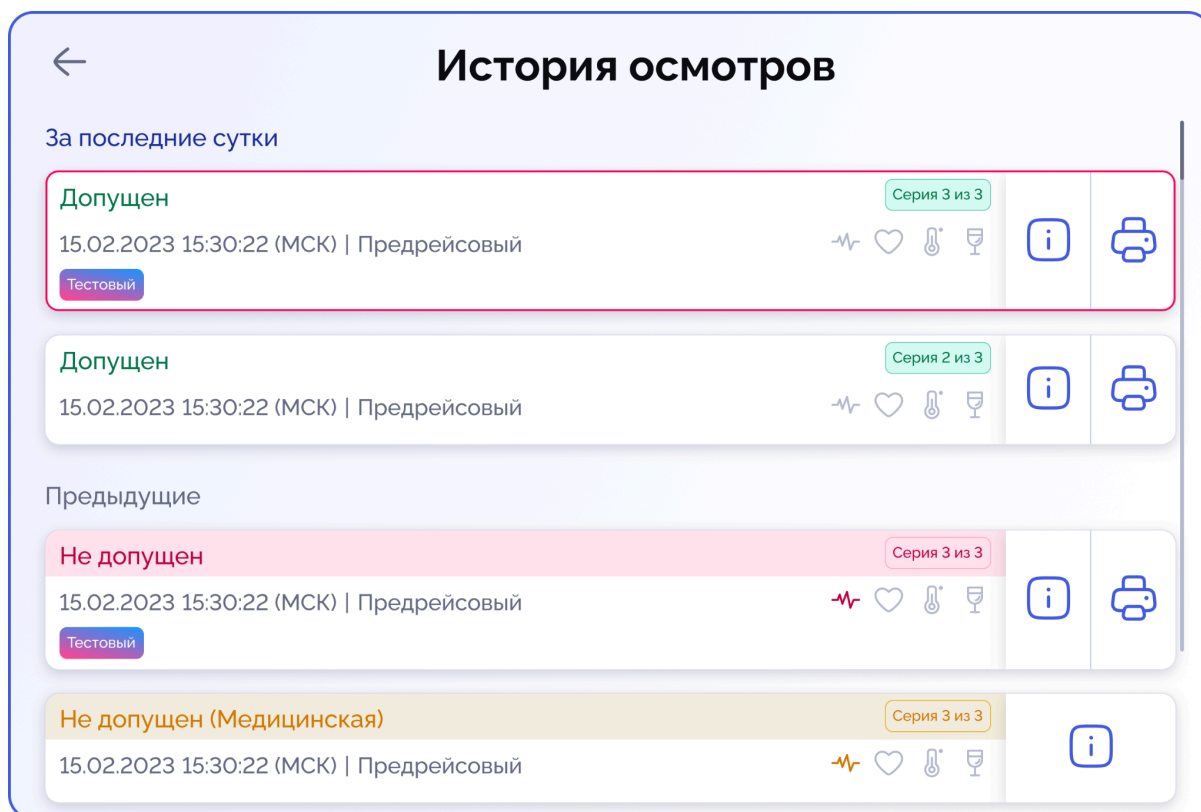 История осмотров
За последние сутки
Допущен
Серия 3 из 3
15.02.2023 15:30:22 (МСК) | Предрейсовый
Тестовый
Допущен
Серия 2 из 3
15.02.2023 15:30:22 (МСК) | Предрейсовый
Предыдущие
Не допущен
Серия 3 из 3
15.02.2023 15:30:22 (МСК) | Предрейсовый
Тестовый
Не допущен (Медицинская)
Серия 3 из 3
15.02.2023 15:30:22 (МСК) | Предрейсовый